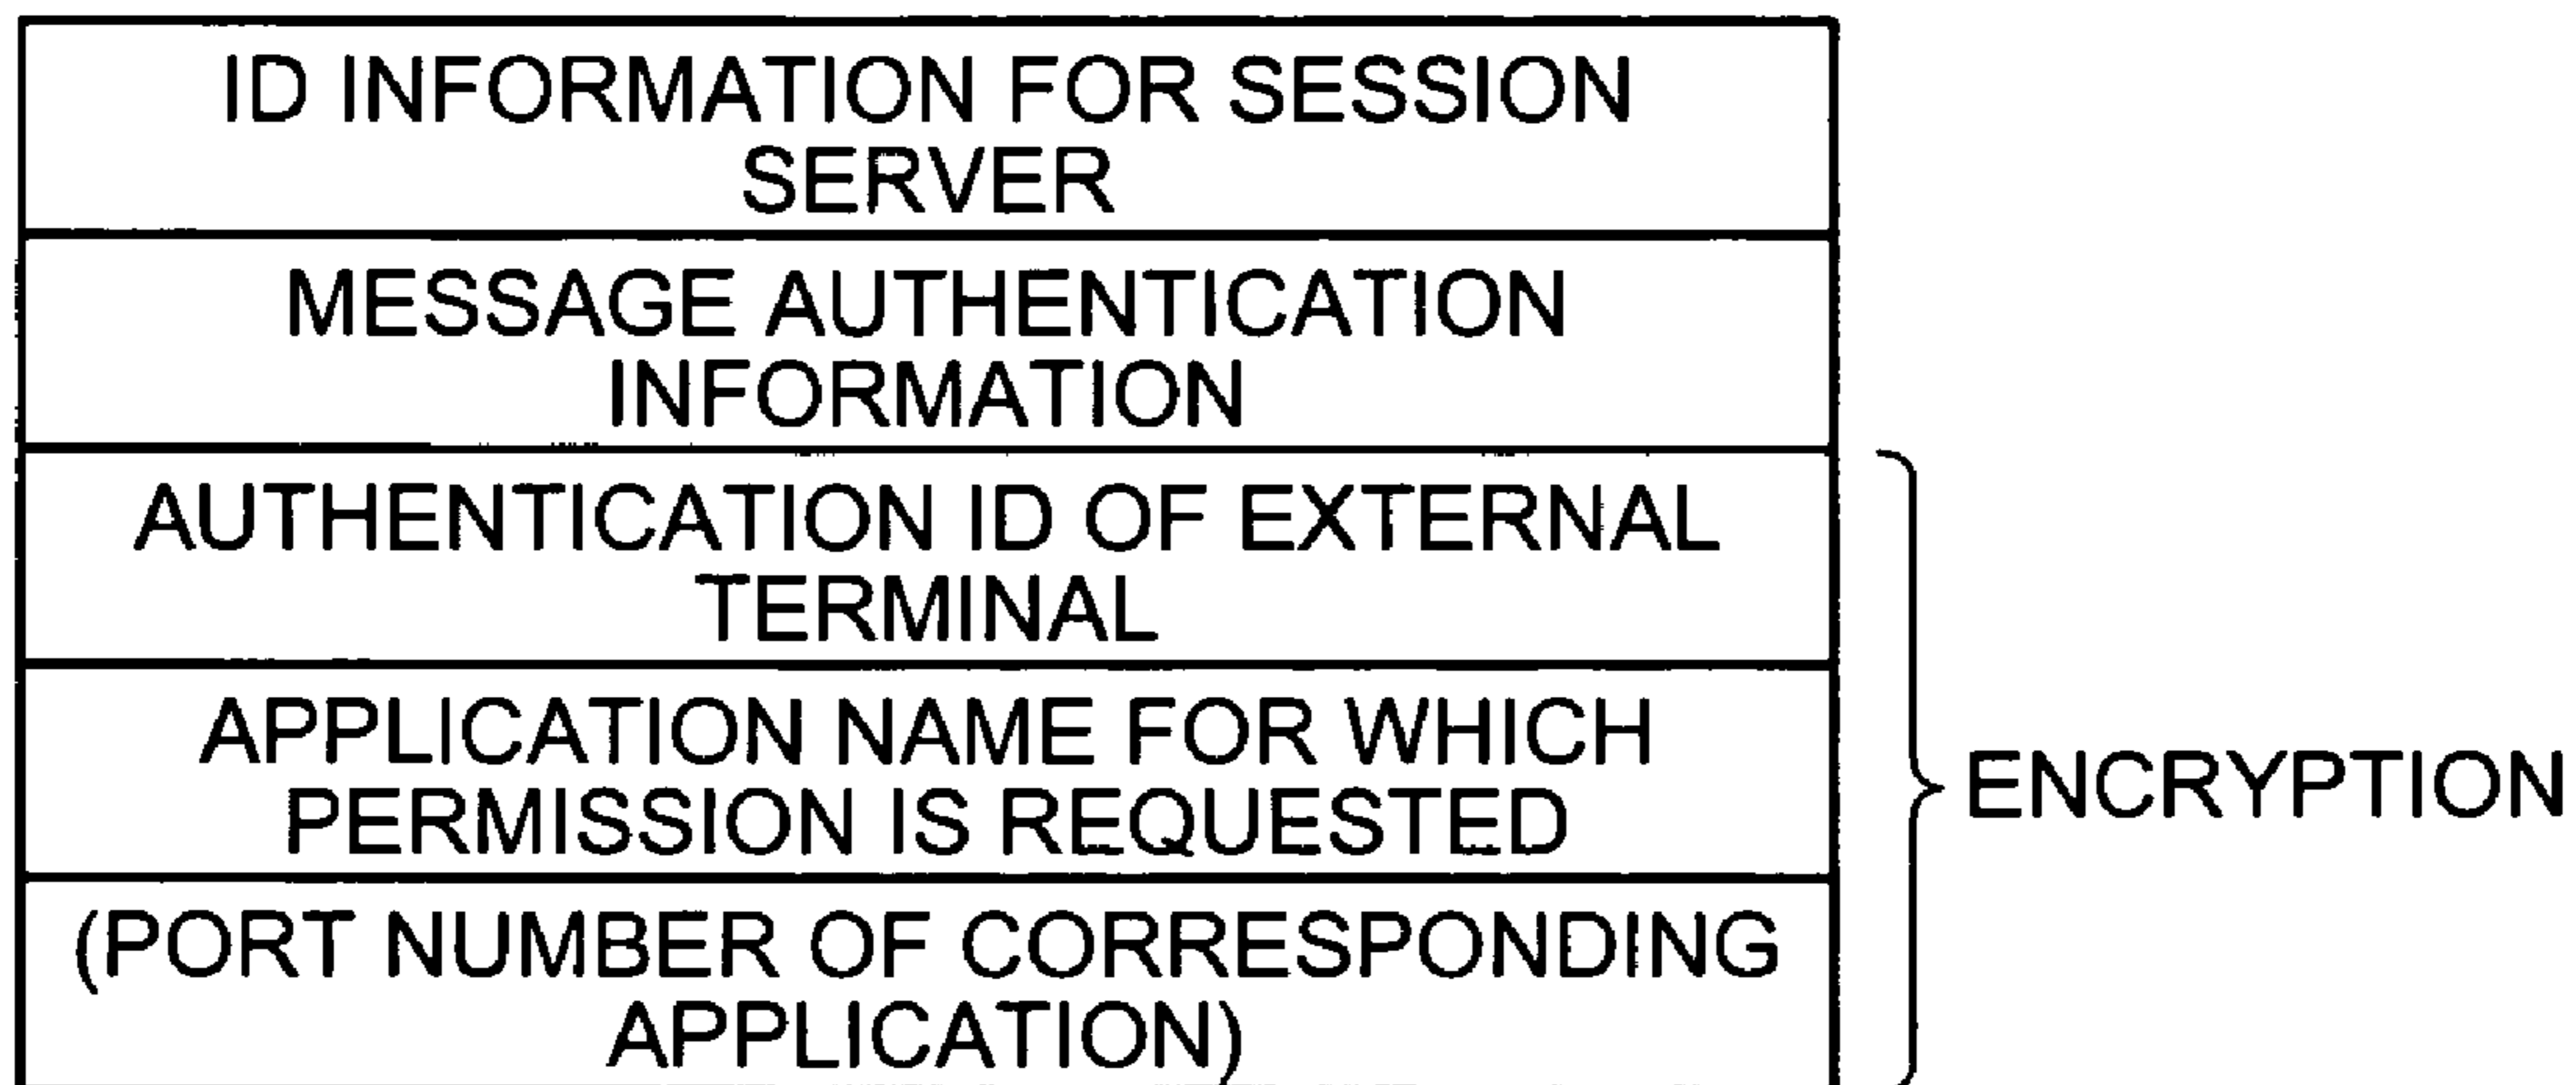 ID INFORMATION FOR SESSION
SERVER
MESSAGE AUTHENTICATION
INFORMATION
AUTHENTICATION ID OF EXTERNAL
TERMINAL
APPLICATION NAME FOR WHICH
PERMISSION IS REQUESTED
ENCRYPTION
(PORT NUMBER OF CORRESPONDING
APPLICATION)